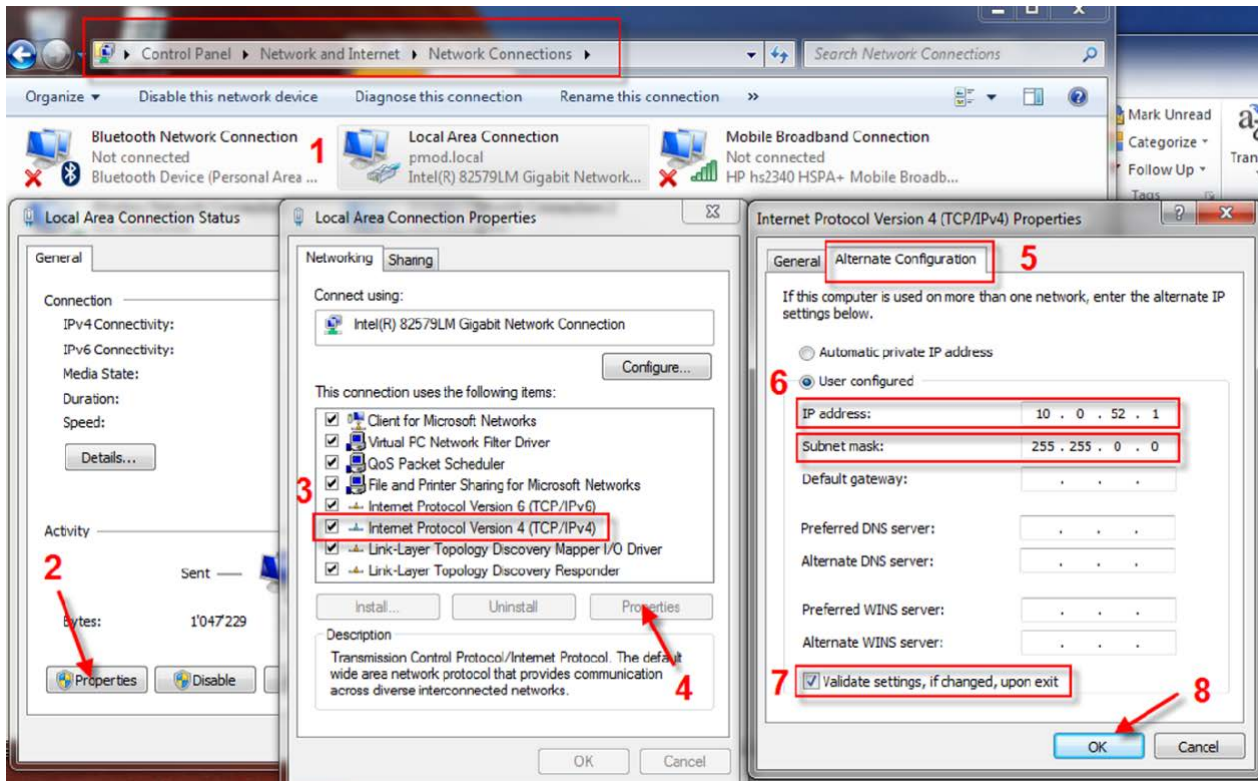 Control Panel ▸ Network and Internet ▸ Network Connections ▸
Search Network Connections
Organize ▾ Disable this network device Diagnose this connection Rename this connection »
Mark Unread
Categorize ▾
Follow Up ▾
Tags
1
Bluetooth Network Connection
Not connected
Bluetooth Device (Personal Area ...
Local Area Connection
pmod.local
Intel(R) 82579LM Gigabit Network...
Mobile Broadband Connection
Not connected
HP hs2340 HSPA+ Mobile Broadb...
Local Area Connection Status
General
Connection
IPv4 Connectivity:
IPv6 Connectivity:
Media State:
Duration:
Speed:
Details...
Activity
2
Sent
Bytes: 1'047'229
Properties Disable
Local Area Connection Properties
Networking Sharing
Connect using:
Intel(R) 82579LM Gigabit Network Connection
Configure...
This connection uses the following items:
Client for Microsoft Networks
Virtual PC Network Filter Driver
QoS Packet Scheduler
File and Printer Sharing for Microsoft Networks
3
Internet Protocol Version 6 (TCP/IPv6)
Internet Protocol Version 4 (TCP/IPv4)
Link-Layer Topology Discovery Mapper I/O Driver
Link-Layer Topology Discovery Responder
Install... Uninstall Properties
4
Description
Transmission Control Protocol/Internet Protocol. The default
wide area network protocol that provides communication
across diverse interconnected networks.
OK Cancel
Internet Protocol Version 4 (TCP/IPv4) Properties
General Alternate Configuration 5
If this computer is used on more than one network, enter the alternate IP
settings below.
Automatic private IP address
6 User configured
IP address: 10 . 0 . 52 . 1
Subnet mask: 255 . 255 . 0 . 0
Default gateway: . . .
Preferred DNS server: . . .
Alternate DNS server: . . .
Preferred WINS server: . . .
Alternate WINS server: . . .
7 Validate settings, if changed, upon exit
8
OK Cancel